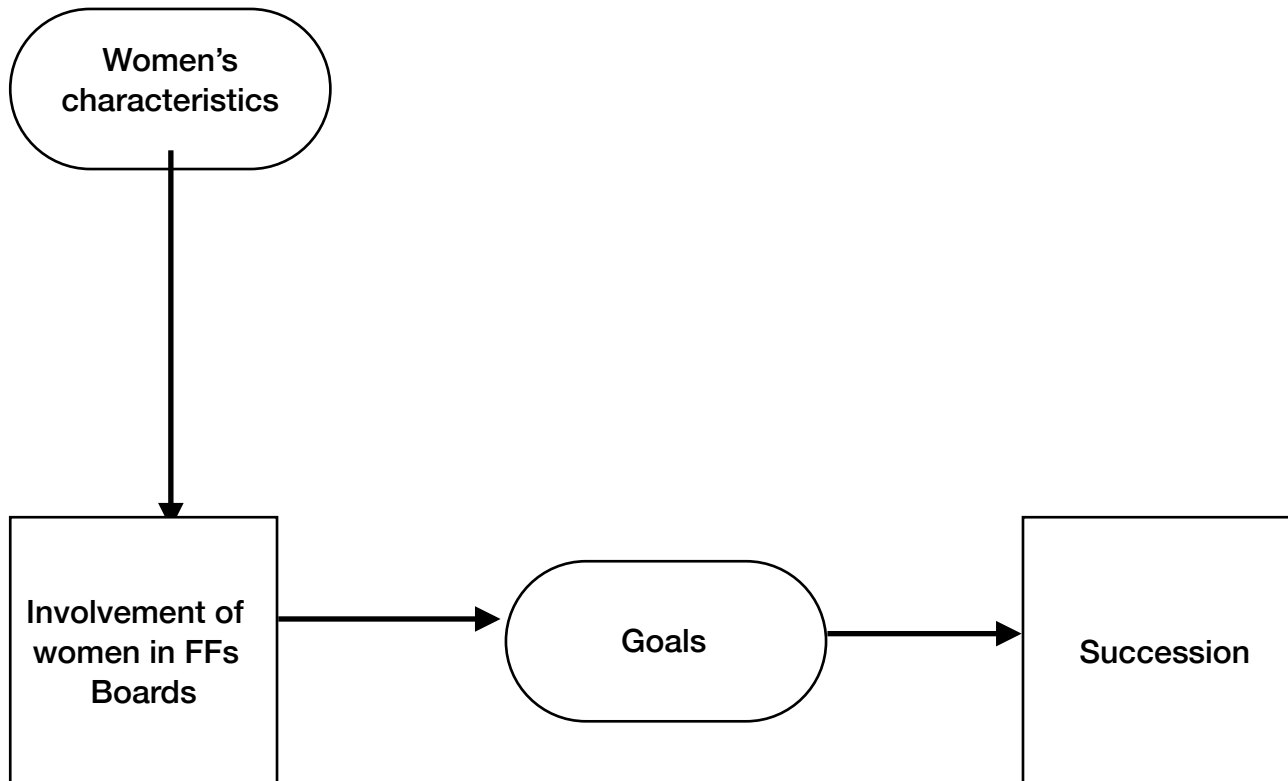 Women’s
characteristics
Involvement of
women in FFs
Boards
Goals
Succession